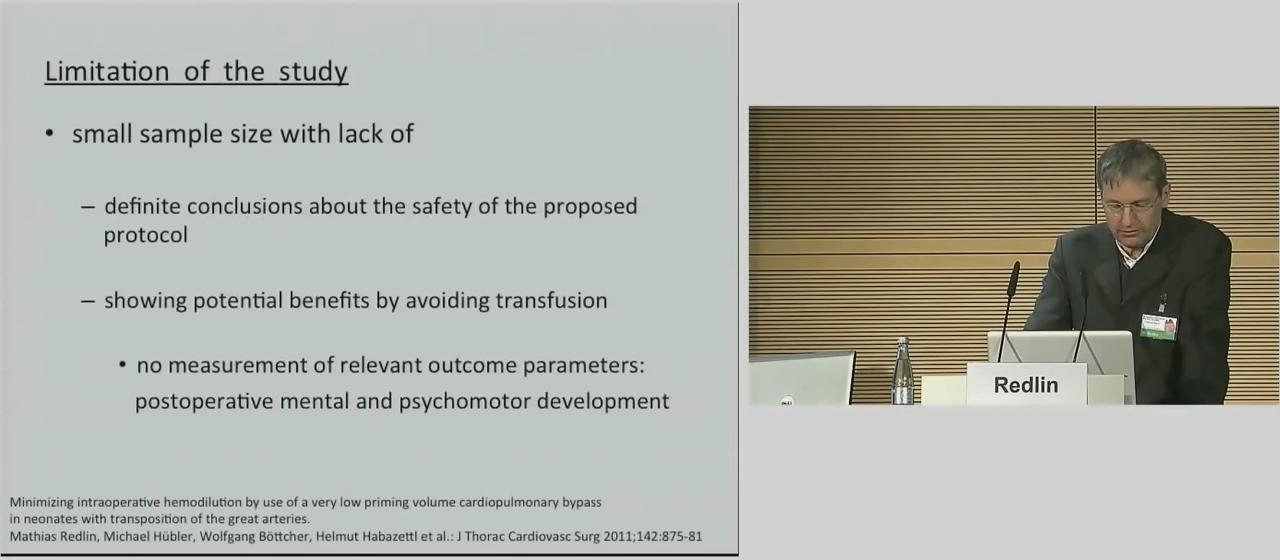 Limitation of the study
• small sample size with lack of
– definite conclusions about the safety of the proposed
protocol
– showing potential benefits by avoiding transfusion
• no measurement of relevant outcome parameters:
postoperative mental and psychomotor development
Minimizing intraoperative hemodilution by use of a very low priming volume cardiopulmonary bypass
in neonates with transposition of the great arteries.
Mathias Redlin, Michael Hübler, Wolfgang Böttcher, Helmut Habazettl et al.: J Thorac Cardiovasc Surg 2011;142:875-81
Redlin